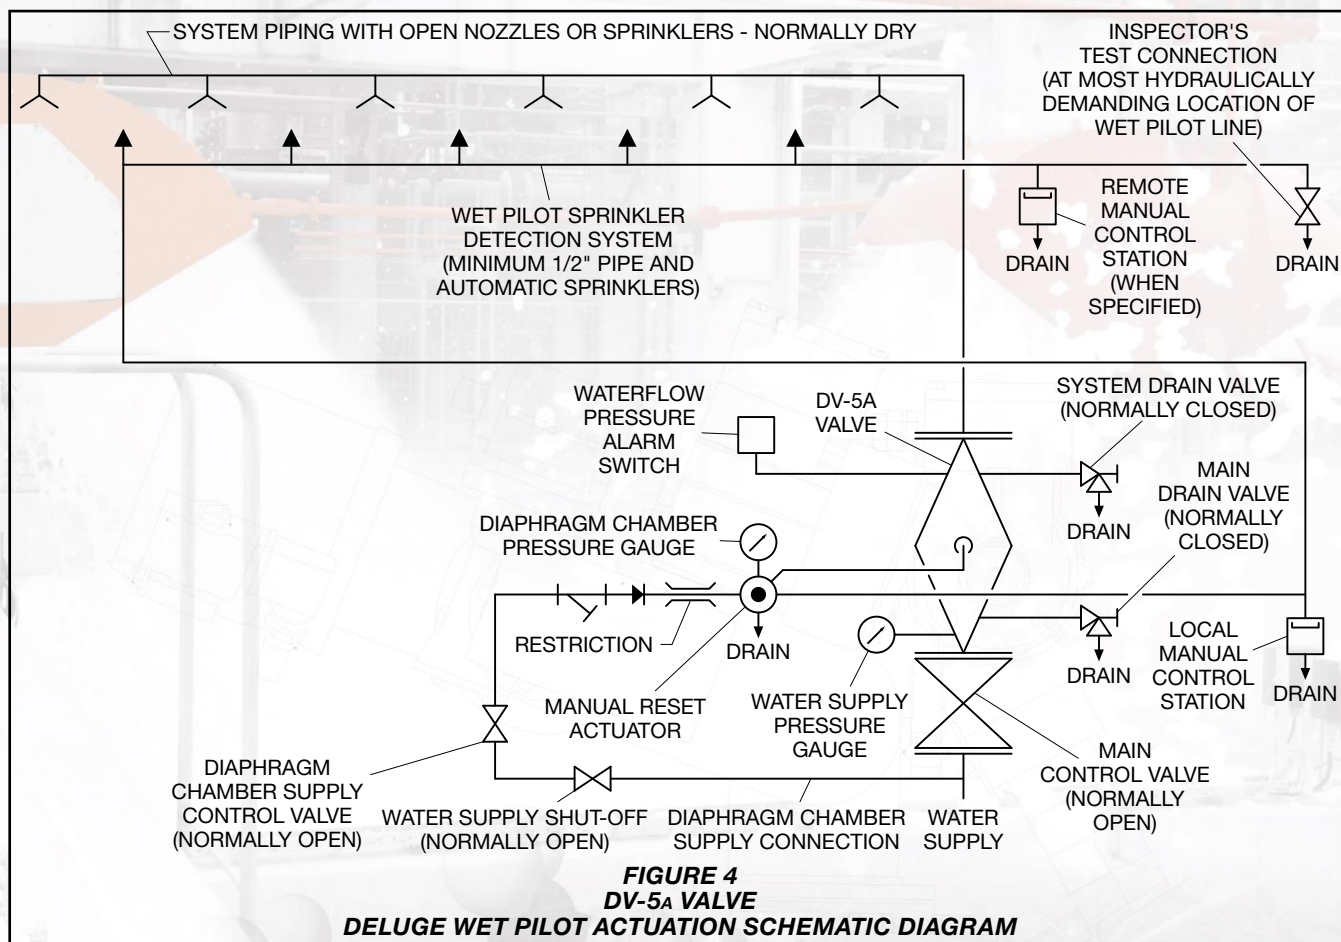 SYSTEM PIPING WITH OPEN NOZZLES OR SPRINKLERS - NORMALLY DRY
INSPECTOR'S
TEST CONNECTION
(AT MOST HYDRAULICALLY
DEMANDING LOCATION OF
WET PILOT LINE)
WET PILOT SPRINKLER
DETECTION SYSTEM
(MINIMUM 1/2" PIPE AND
AUTOMATIC SPRINKLERS)
DRAIN
REMOTE
MANUAL
CONTROL
STATION
(WHEN
SPECIFIED)
DRAIN
WATERFLOW
PRESSURE
ALARM
SWITCH
DV-5A
VALVE
SYSTEM DRAIN VALVE
(NORMALLY CLOSED)
DRAIN
MAIN
DRAIN VALVE
(NORMALLY
CLOSED)
DIAPHRAGM CHAMBER
PRESSURE GAUGE
RESTRICTION
DRAIN
DRAIN
LOCAL
MANUAL
CONTROL
STATION
DRAIN
MANUAL RESET
ACTUATOR
WATER SUPPLY
PRESSURE
GAUGE
MAIN
CONTROL VALVE
(NORMALLY
OPEN)
DIAPHRAGM
CHAMBER SUPPLY
CONTROL VALVE
(NORMALLY OPEN)
WATER SUPPLY SHUT-OFF
(NORMALLY OPEN)
DIAPHRAGM CHAMBER
SUPPLY CONNECTION
WATER
SUPPLY
FIGURE 4
DV-5A VALVE
DELUGE WET PILOT ACTUATION SCHEMATIC DIAGRAM